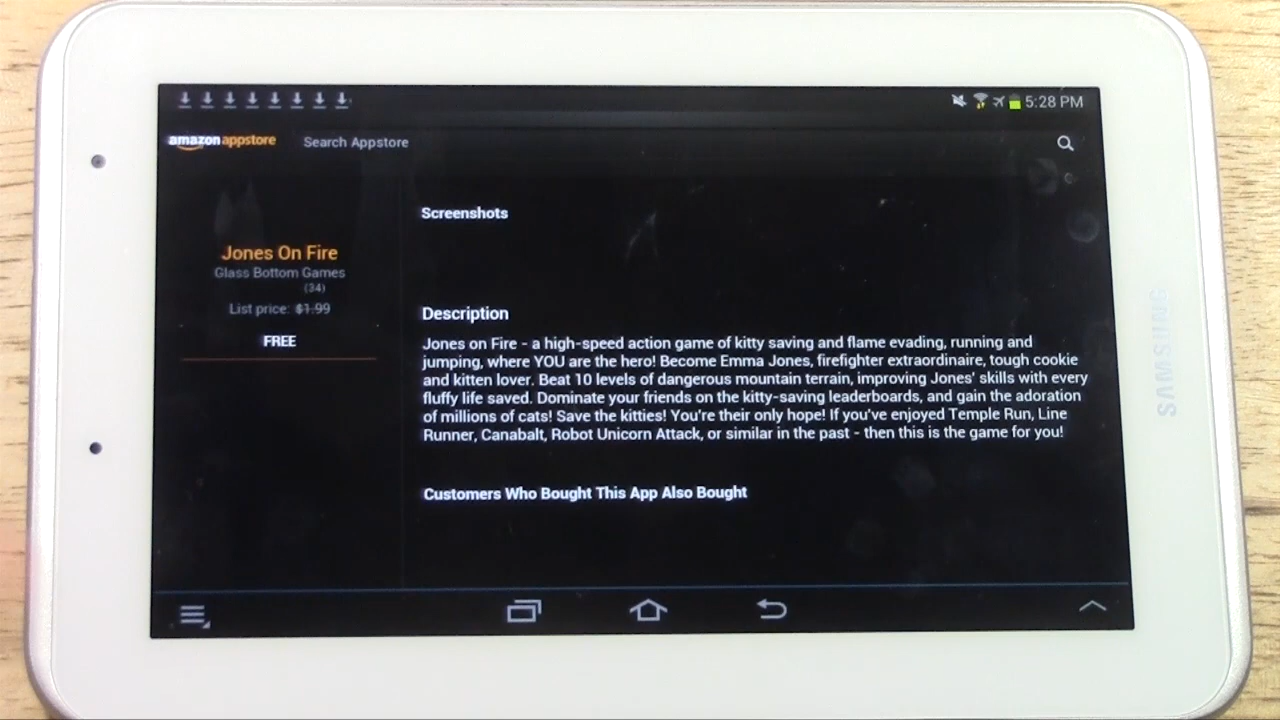 5:28 PM
amazon appstore
Search Appstore
Jones On Fire
Glass Bottom Games
(34)
List price: $1.99
FREE
Screenshots
Description
Jones on Fire - a high-speed action game of kitty saving and flame evading, running and
jumping, where YOU are the hero! Become Emma Jones, firefighter extraordinaire, tough cookie
and kitten lover. Beat 10 levels of dangerous mountain terrain, improving Jones' skills with every
fluffy life saved. Dominate your friends on the kitty-saving leaderboards, and gain the adoration
of millions of cats! Save the kitties! You're their only hope! If you've enjoyed Temple Run, Line
Runner, Canabalt, Robot Unicorn Attack, or similar in the past - then this is the game for you!
Customers Who Bought This App Also Bought
SAMSUNG